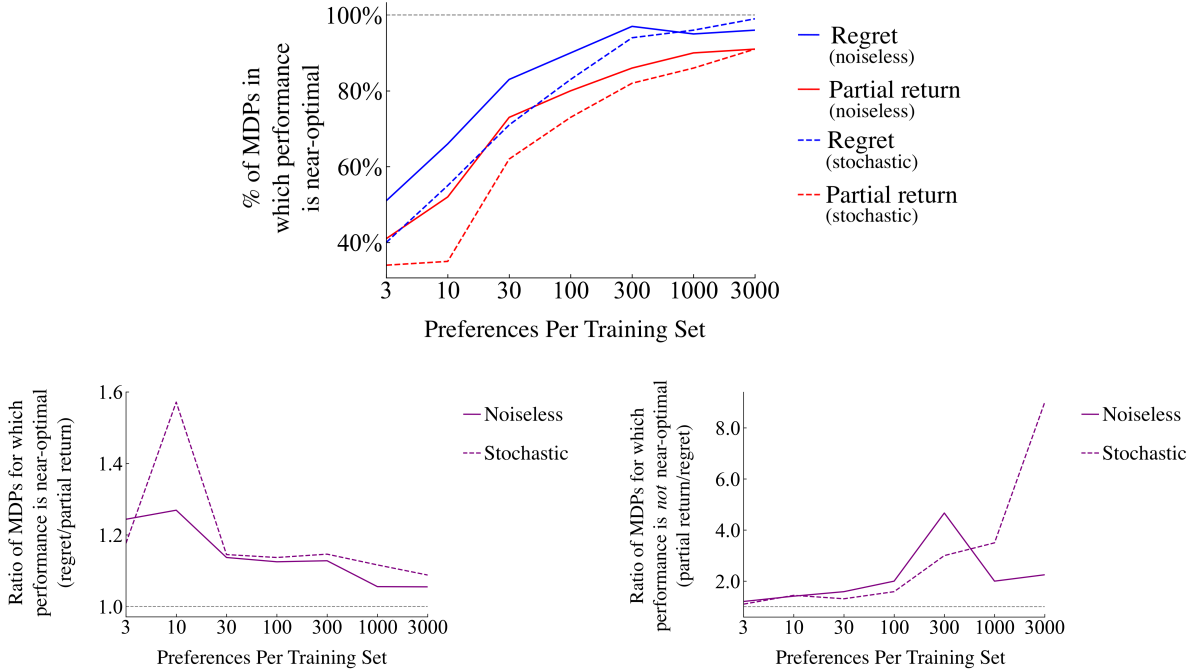 % of MDPs in
which performance
is near-optimal
100%
80%
60%
40%
3 10 30 100 300 1000 3000
Preferences Per Training Set
Regret
(noiseless)
Partial return
(noiseless)
Regret
(stochastic)
Partial return
(stochastic)
Ratio of MDPs for which
performance is near-optimal
(regret/partial return)
1.6
1.4
1.2
1.0
3 10 30 100 300 1000 3000
Preferences Per Training Set
Noiseless
Stochastic
Ratio of MDPs for which
performance is not near-optimal
(partial return/regret)
8.0
6.0
4.0
2.0
3 10 30 100 300 1000 3000
Preferences Per Training Set
Noiseless
Stochastic